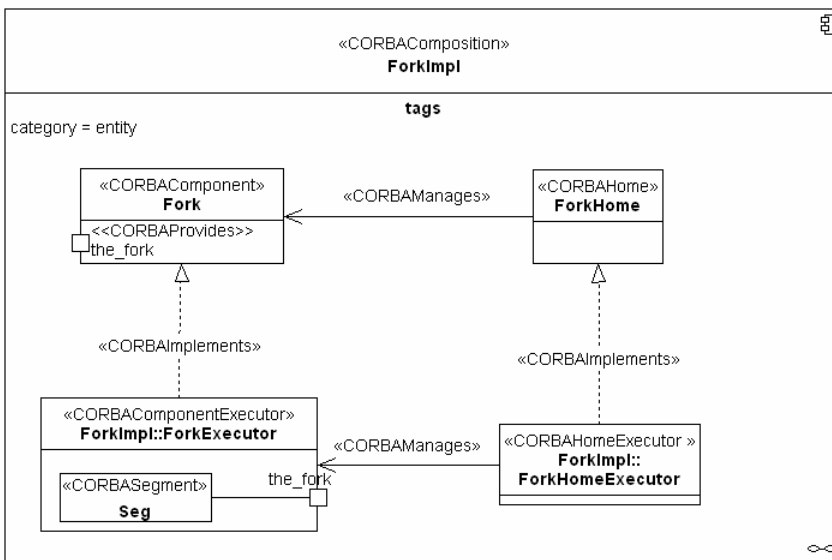 «CORBAComposition»
ForkImpl
tags
category = entity
«CORBAComponent»
Fork
<<CORBAProvides>>
the_fork
«CORBAManages»
«CORBAHome»
ForkHome
«CORBAImplements»
«CORBAImplements»
«CORBAComponentExecutor»
ForkImpl::ForkExecutor
«CORBASegment»
Seg
the_fork
«CORBAManages»
«CORBAHomeExecutor »
ForkImpl::
ForkHomeExecutor